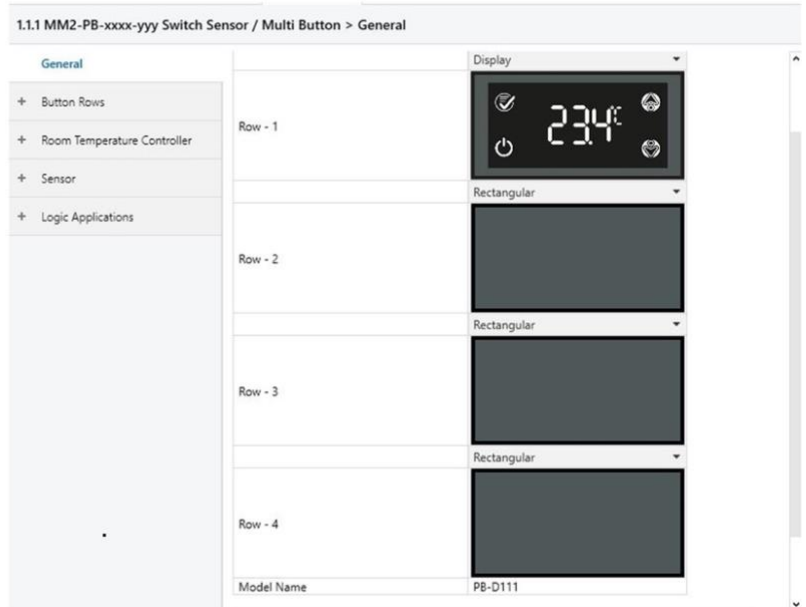 1.1.1 MM2-PB-xxxx-yyy Switch Sensor / Multi Button > General
General
+ Button Rows
+ Room Temperature Controller
+ Sensor
+ Logic Applications
Display
Row - 1
23.4°C
Rectangular
Row - 2
Rectangular
Row - 3
Rectangular
Row - 4
Model Name PB-D111